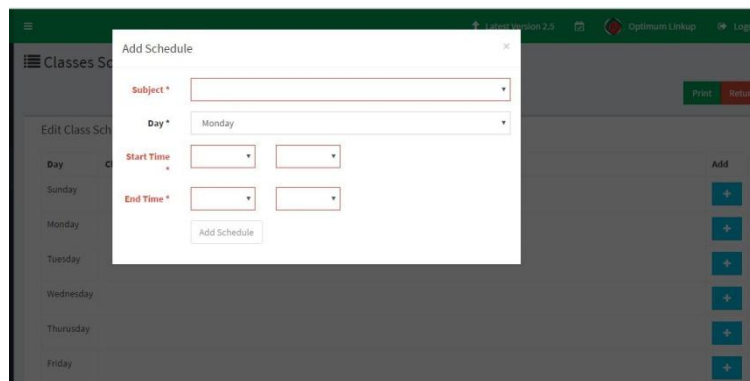 Latest Version 2.5 Optimum Linkup
Add Schedule ×
Classes
Subject *
Print
Day * Monday
Edit Class Sch
Start Time *
Day Add
Sunday
End Time *
Monday
Add Schedule
Tuesday
Wednesday
Thurusday
Friday